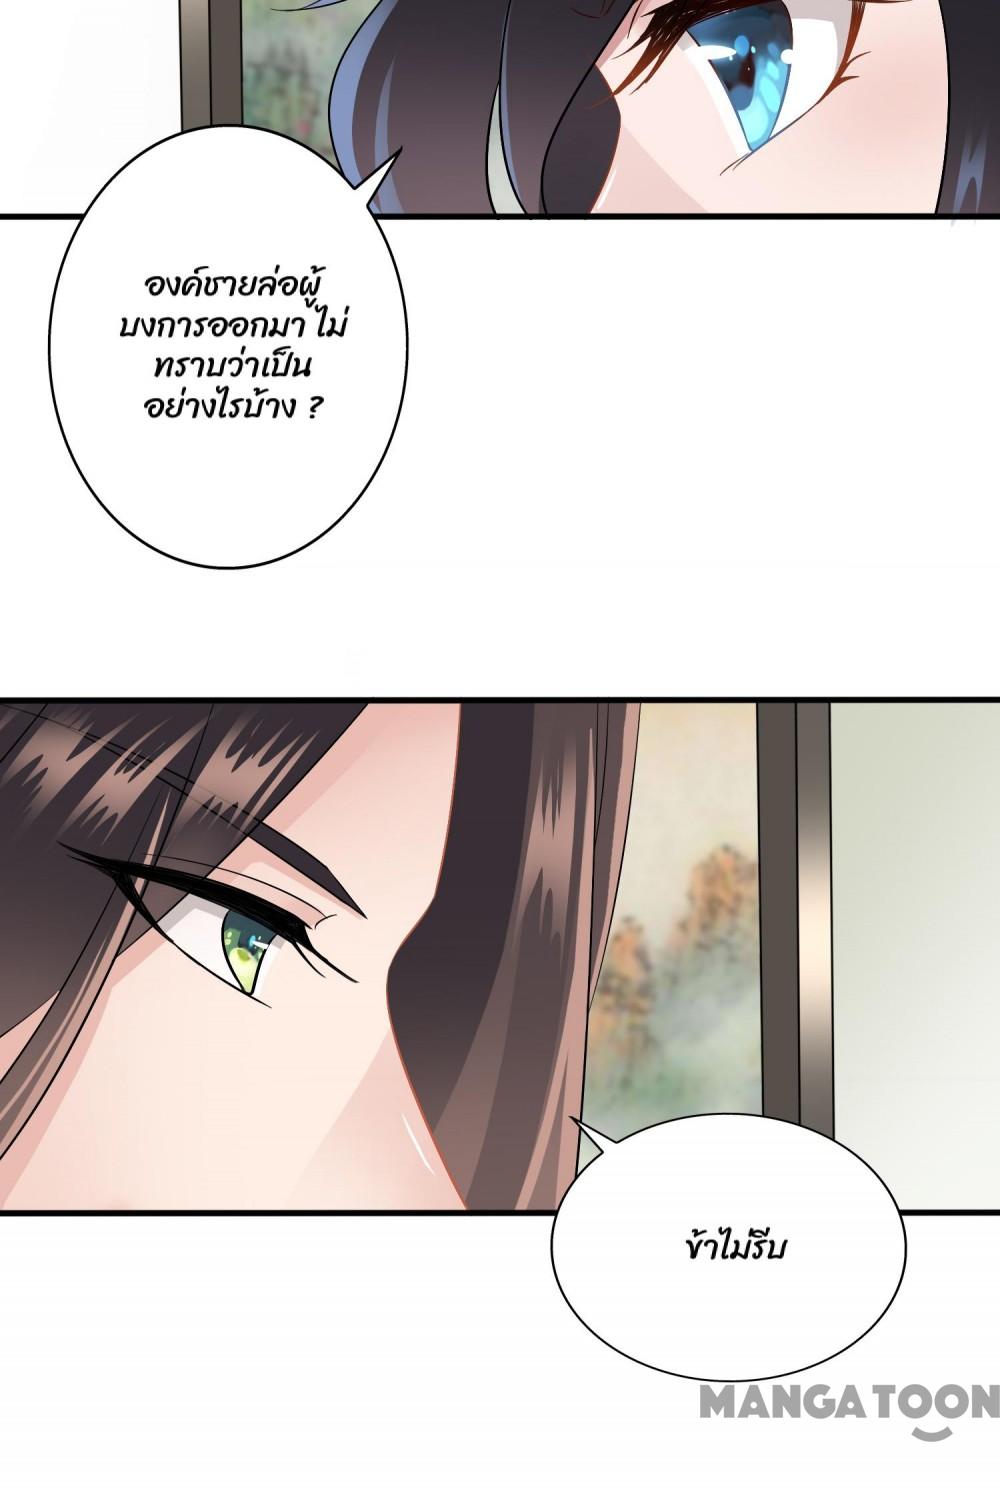 องค์ชายล่อผู้
บงการออกมา ไม่
ทราบว่าเป็น
อย่างไรบ้าง ?
ข้าไม่รีบ
MANGATOON